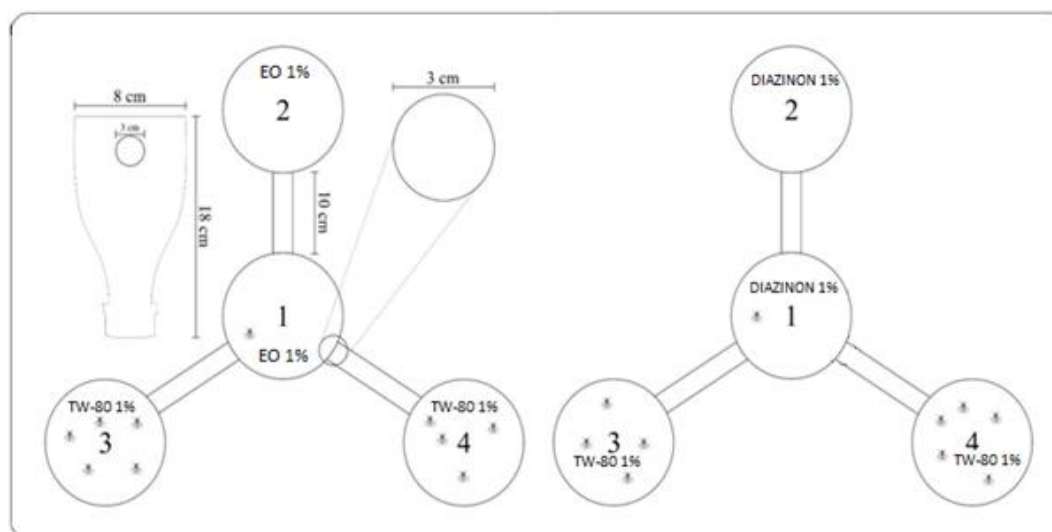 EO 1%
2
3 cm
8 cm
3 cm
18 cm
10 cm
1
EO 1%
TW-80 1%
3
TW-80 1%
4
DIAZINON 1%
2
DIAZINON 1%
1
3
TW-80 1%
4
TW-80 1%